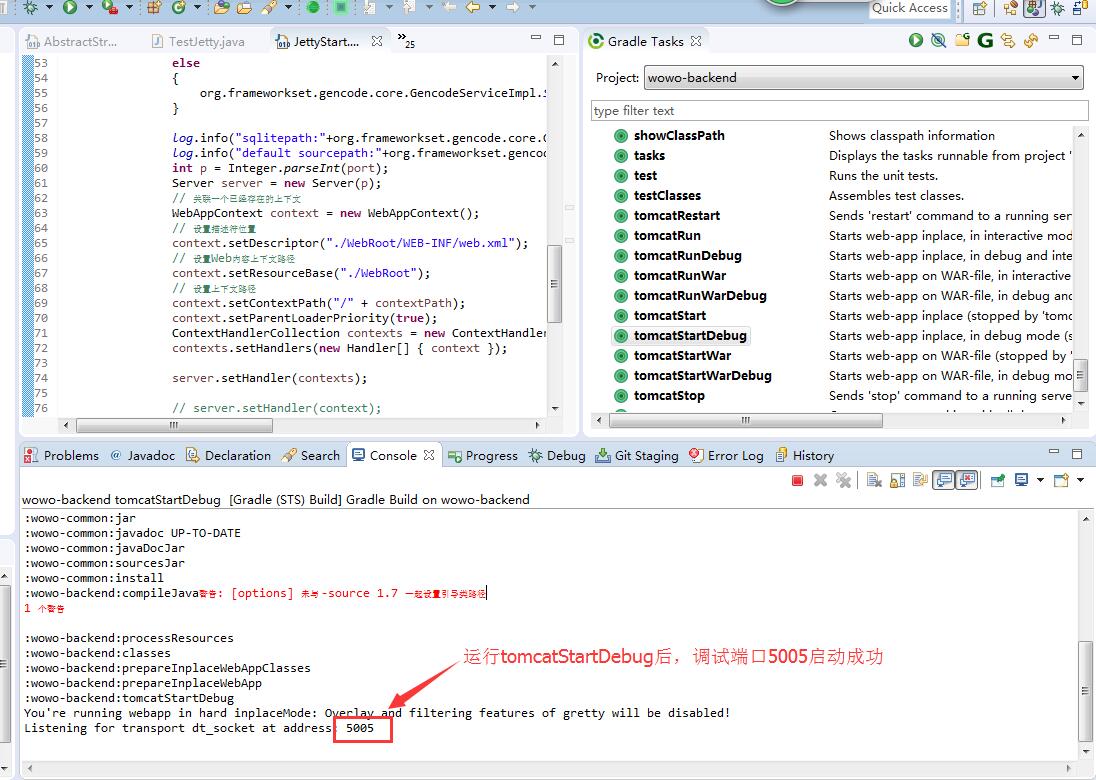 Quick Access
AbstractStr...
TestJetty.java
JettyStart....
»25
53 else
54 {
55 org.frameworkset.gencode.core.GencodeServiceImpl.
56 }
57
58 log.info("sqlitepath:"+org.frameworkset.gencode.core.
59 log.info("default sourcepath:"+org.frameworkset.gencod
60 int p = Integer.parseInt(port);
61 Server server = new Server(p);
62 // 关联一个已经存在的上下文
63 WebAppContext context = new WebAppContext();
64 // 设置描述符位置
65 context.setDescriptor("./WebRoot/WEB-INF/web.xml");
66 // 设置Web内容上下文路径
67 context.setResourceBase("./WebRoot");
68 // 设置上下文路径
69 context.setContextPath("/" + contextPath);
70 context.setParentLoaderPriority(true);
71 ContextHandlerCollection contexts = new ContextHandler
72 contexts.setHandlers(new Handler[] { context });
73
74 server.setHandler(contexts);
75
76 // server.setHandler(context);
Gradle Tasks
Project: wowo-backend
type filter text
showClassPath Shows classpath information
tasks Displays the tasks runnable from project '
test Runs the unit tests.
testClasses Assembles test classes.
tomcatRestart Sends 'restart' command to a running ser
tomcatRun Starts web-app inplace, in interactive mod
tomcatRunDebug Starts web-app inplace, in debug and inte
tomcatRunWar Starts web-app on WAR-file, in interactive
tomcatRunWarDebug Starts web-app on WAR-file, in debug and
tomcatStart Starts web-app inplace (stopped by 'tomc
tomcatStartDebug Starts web-app inplace, in debug mode (s
tomcatStartWar Starts web-app on WAR-file (stopped by '
tomcatStartWarDebug Starts web-app on WAR-file, in debug mo
tomcatStop Sends 'stop' command to a running serve
Problems @ Javadoc Declaration Search Console Progress Debug Git Staging Error Log History
wowo-backend tomcatStartDebug [Gradle (STS) Build] Gradle Build on wowo-backend
:wowo-common:jar
:wowo-common:javadoc UP-TO-DATE
:wowo-common:javaDocJar
:wowo-common:sourcesJar
:wowo-common:install
:wowo-backend:compileJava警告: [options] 未与 -source 1.7 一起设置引导类路径
1 个警告
:wowo-backend:processResources
:wowo-backend:classes
:wowo-backend:prepareInplaceWebAppClasses
:wowo-backend:prepareInplaceWebApp
:wowo-backend:tomcatStartDebug
You're running webapp in hard inplaceMode: Overlay and filtering features of gretty will be disabled!
Listening for transport dt_socket at address: 5005
运行tomcatStartDebug后，调试端口5005启动成功